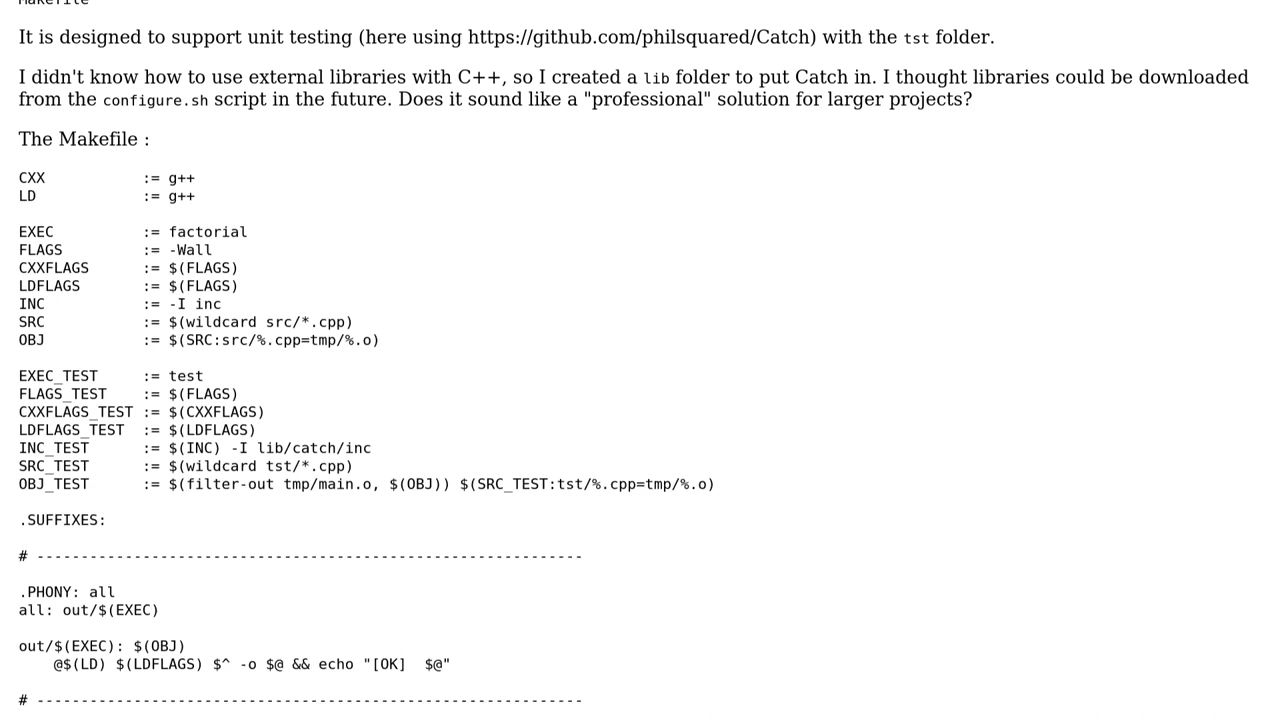 Makefile
It is designed to support unit testing (here using https://github.com/philsquared/Catch) with the tst folder.
I didn't know how to use external libraries with C++, so I created a lib folder to put Catch in. I thought libraries could be downloaded
from the configure.sh script in the future. Does it sound like a "professional" solution for larger projects?
The Makefile :
CXX           := g++
LD            := g++
EXEC          := factorial
FLAGS         := -Wall
CXXFLAGS      := $(FLAGS)
LDFLAGS       := $(FLAGS)
INC           := -I inc
SRC           := $(wildcard src/*.cpp)
OBJ           := $(SRC:src/%.cpp=tmp/%.o)
EXEC_TEST     := test
FLAGS_TEST    := $(FLAGS)
CXXFLAGS_TEST := $(CXXFLAGS)
LDFLAGS_TEST  := $(LDFLAGS)
INC_TEST      := $(INC) -I lib/catch/inc
SRC_TEST      := $(wildcard tst/*.cpp)
OBJ_TEST      := $(filter-out tmp/main.o, $(OBJ)) $(SRC_TEST:tst/%.cpp=tmp/%.o)
.SUFFIXES:
# --------------------------------------------------------------
.PHONY: all
all: out/$(EXEC)
out/$(EXEC): $(OBJ)
    @$(LD) $(LDFLAGS) $^ -o $@ && echo "[OK]  $@"
# --------------------------------------------------------------